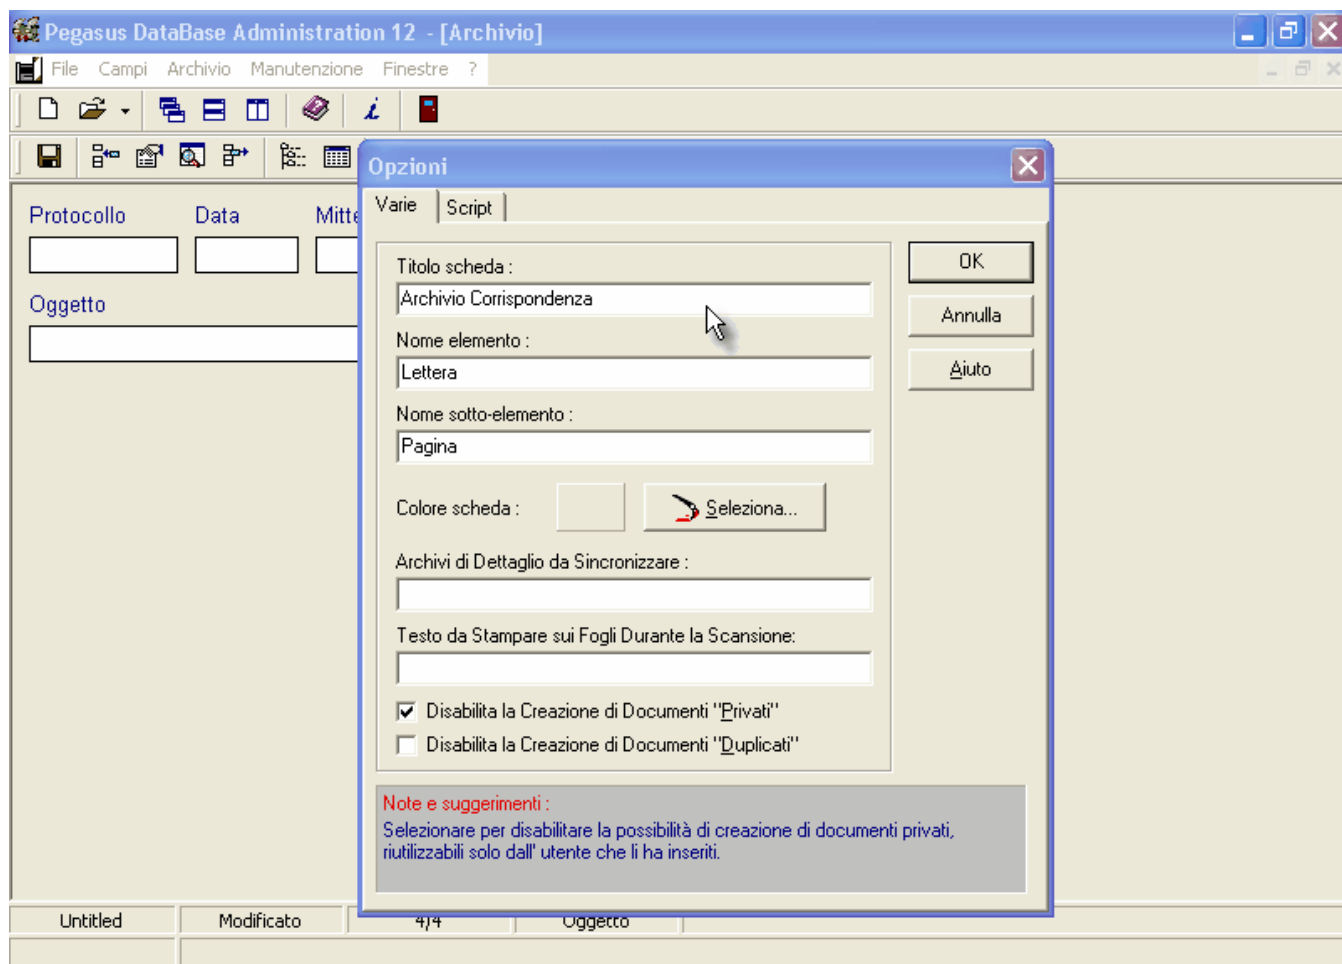 Pegasus DataBase Administration 12 - [Archivio]
File Campi Archivio Manutenzione Finestre ?
Opzioni
Varie Script
Protocollo Data Mitte
Oggetto
Titolo scheda :
Archivio Corrispondenza
Nome elemento :
Lettera
Nome sotto-elemento :
Pagina
Colore scheda : Seleziona...
Archivi di Dettaglio da Sincronizzare :
Testo da Stampare sui Fogli Durante la Scansione:
Disabilita la Creazione di Documenti "Privati"
Disabilita la Creazione di Documenti "Duplicati"
OK
Annulla
Aiuto
Note e suggerimenti :
Selezionare per disabilitare la possibilità di creazione di documenti privati,
riutilizzabili solo dall' utente che li ha inseriti.
Untitled Modificato 4/4 Oggetto